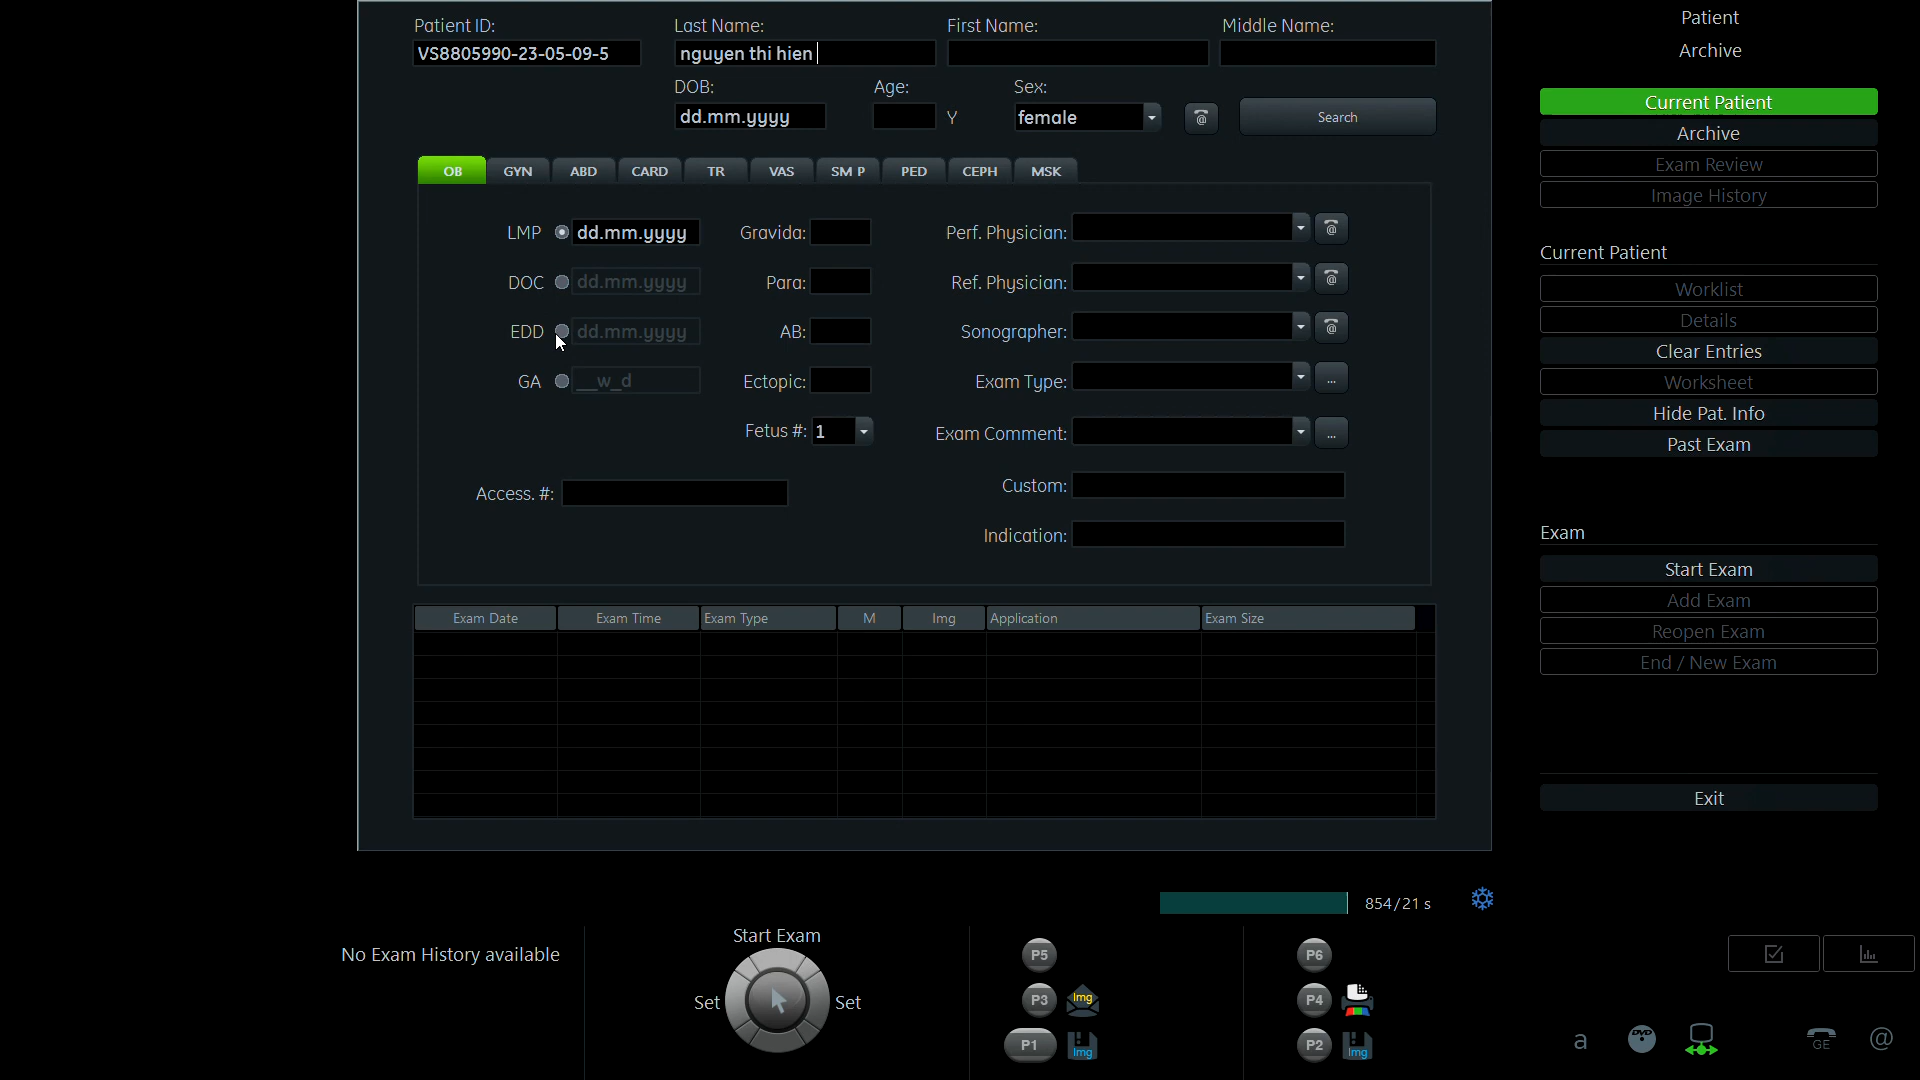 Patient ID: Last Name: First Name: Middle Name:
VS8805990-23-05-09-5 nguyen thi hien
DOB: Age: Sex:
dd.mm.yyyy Y female Search
OB GYN ABD CARD TR VAS SM P PED CEPH MSK
LMP dd.mm.yyyy Gravida: Perf. Physician:
DOC dd.mm.yyyy Para: Ref. Physician:
EDD dd.mm.yyyy AB: Sonographer:
GA __w_d Ectopic: Exam Type: ...
Fetus #: 1 Exam Comment: ...
Access. #: Custom:
Indication:
Exam Date Exam Time Exam Type M Img Application Exam Size
Patient
Archive
Current Patient
Archive
Exam Review
Image History
Current Patient
Worklist
Details
Clear Entries
Worksheet
Hide Pat. Info
Past Exam
Exam
Start Exam
Add Exam
Reopen Exam
End / New Exam
Exit
854/21 s
No Exam History available
Start Exam
Set Set
P5 P6
P3 Img P4
P1 Img P2 Img
a DVD GE @